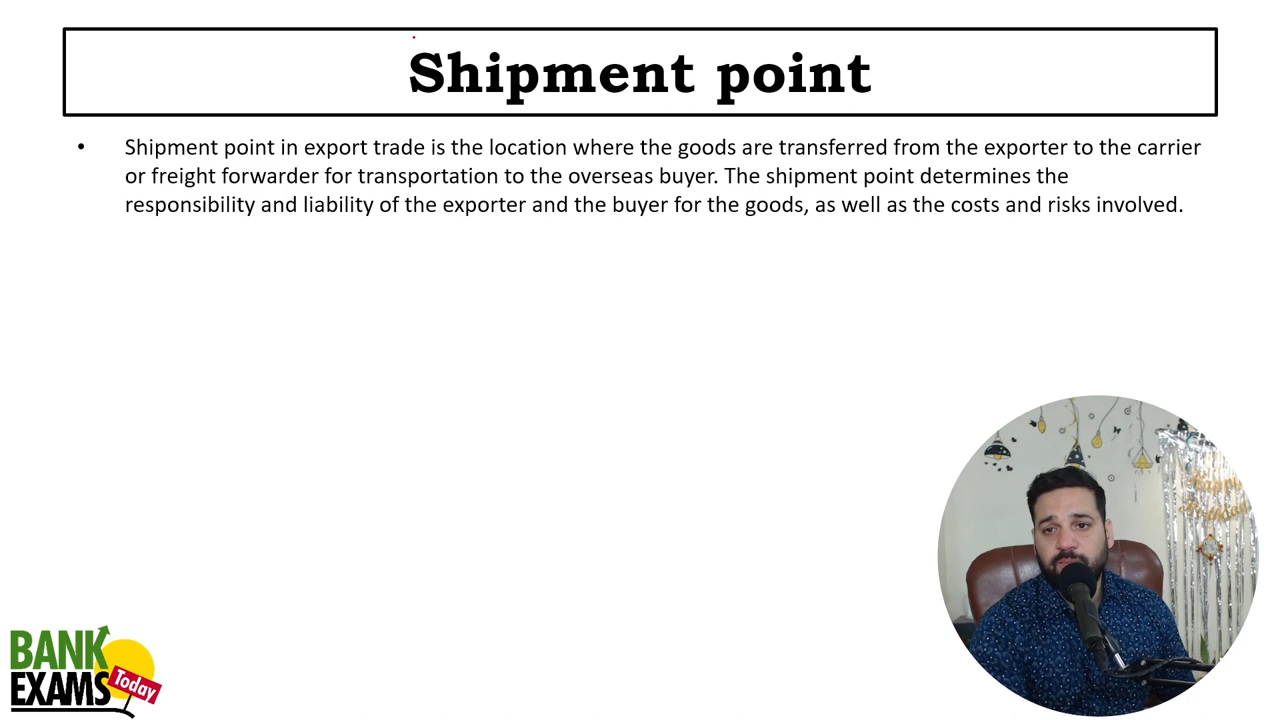 Shipment point
• Shipment point in export trade is the location where the goods are transferred from the exporter to the carrier
or freight forwarder for transportation to the overseas buyer. The shipment point determines the
responsibility and liability of the exporter and the buyer for the goods, as well as the costs and risks involved.
BANK
EXAMS
Today